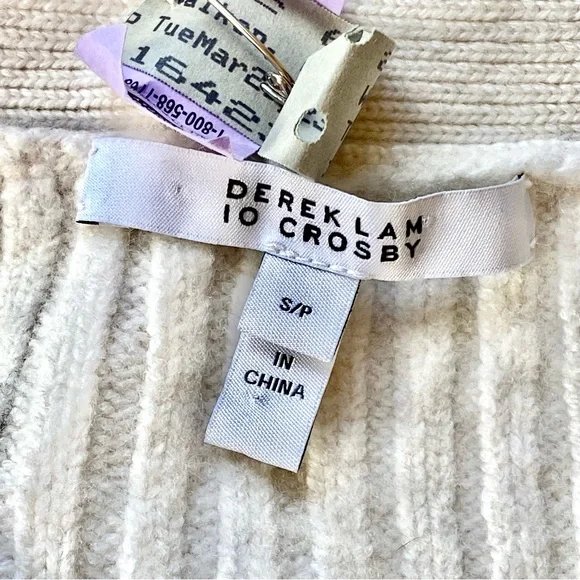 TueMar2
1642
1-800-568-
DEREK LAM
10 CROSBY
S/P
IN
CHINA